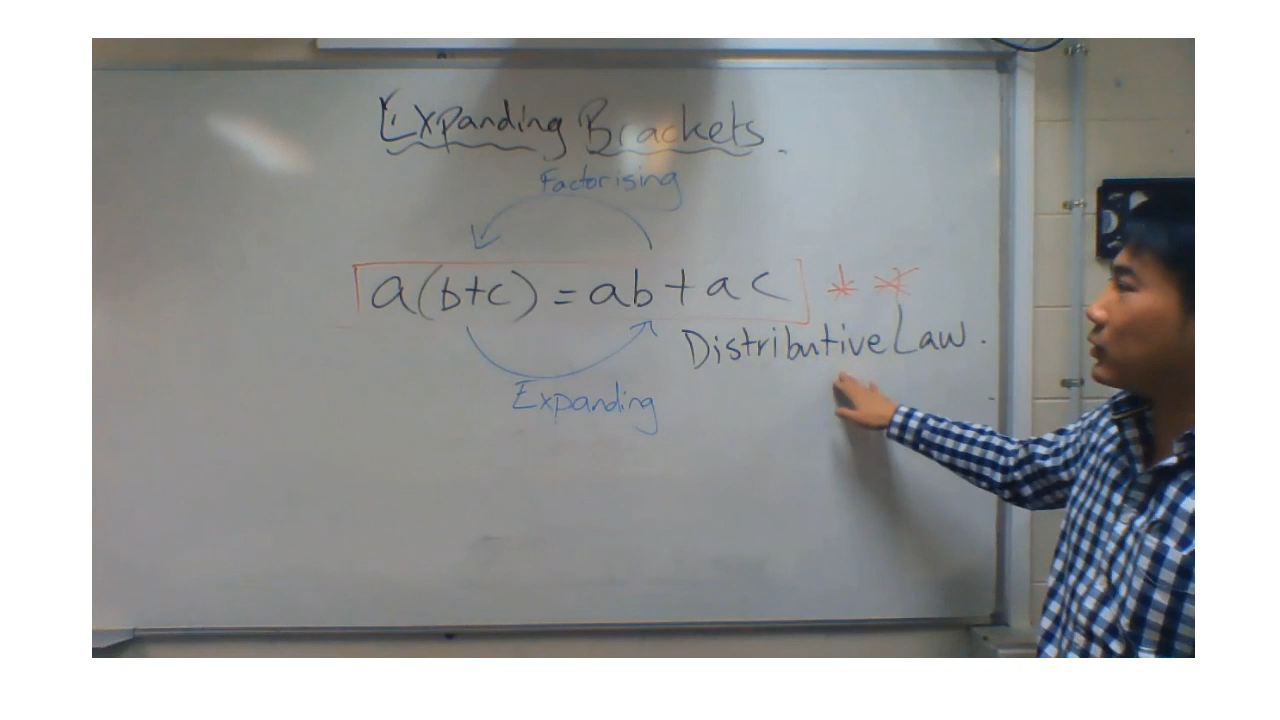 Expanding Brackets.
Factorising
a(b+c) = ab + ac * *
Distributive Law.
Expanding